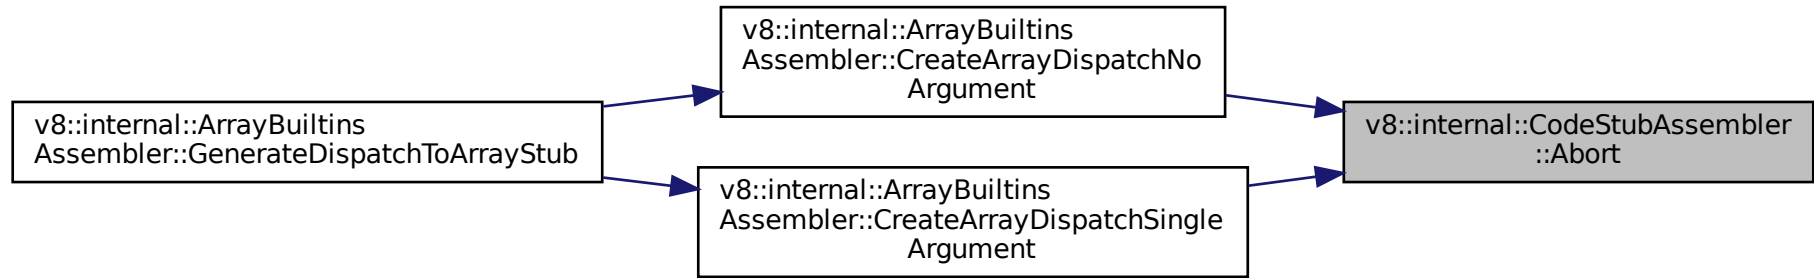 v8::internal::ArrayBuiltins
Assembler::GenerateDispatchToArrayStub
v8::internal::ArrayBuiltins
Assembler::CreateArrayDispatchNo
Argument
v8::internal::ArrayBuiltins
Assembler::CreateArrayDispatchSingle
Argument
v8::internal::CodeStubAssembler
::Abort